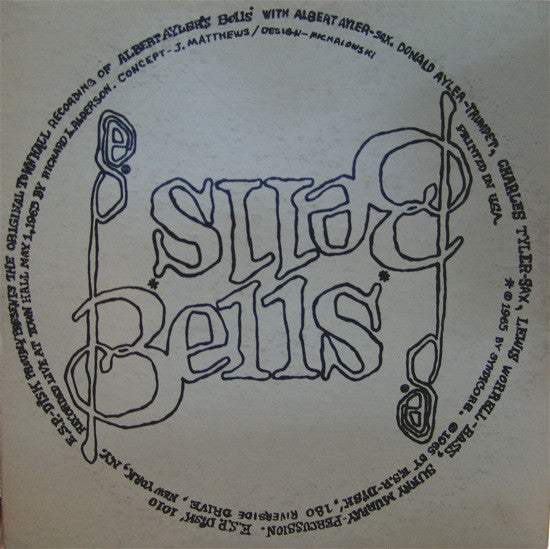 E.S.P. DISK' PROUDLY PRESENTS THE ORIGINAL TOWN HALL RECORDING OF ALBERT AYLER'S Bells* WITH ALBERT AYLER-SAX. DONALD AYLER-TRUMPET, CHARLES TYLER-SAX, LEWIS WORRELL-BASS, SUNNY MURRAY-PERCUSSION. E.S.P. DISK' 1010
RECORDED LIVE AT TOWN HALL MAY 1, 1965 BY RICHARD L. ALDERSON. CONCEPT-J. MATTHEWS/DESIGN-MICHALOWSKI
PRINTED IN U.S.A.
* © 1965 BY SYNDICORE. © 1965 BY E.S.P.-DISK', 180 RIVERSIDE DRIVE, NEW YORK, N.Y.
Bells*
Bells*